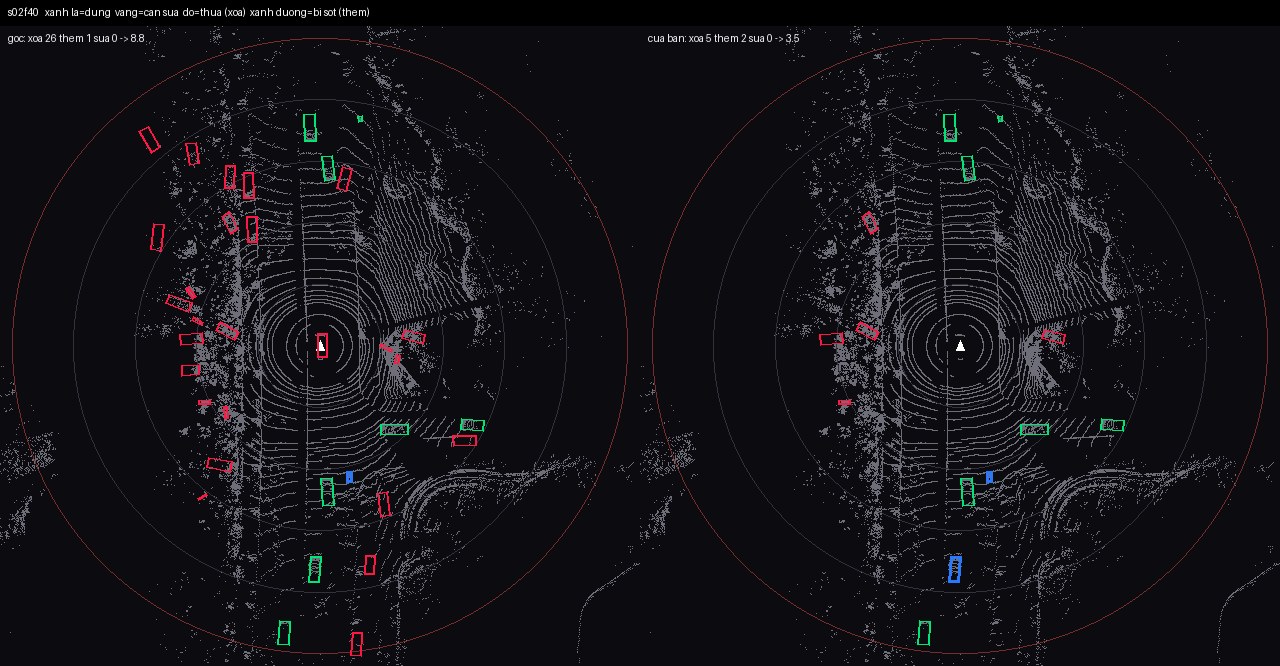 s02f40 xanh la=dung vang=can sua do=thua (xoa) xanh duong=bi sot (them)
goc: xoa 26 them 1 sua 0 -> 8.8
cua ban: xoa 5 them 2 sua 0 -> 3.5